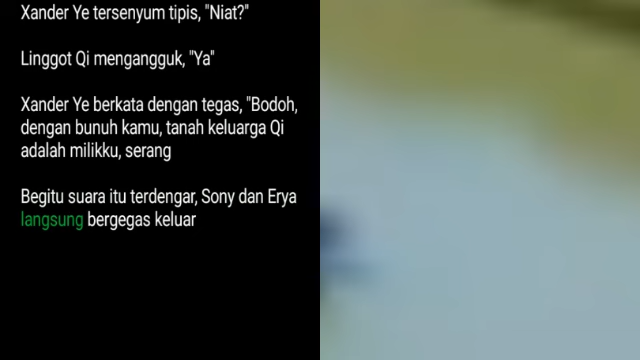 Xander Ye tersenyum tipis, "Niat?"
Linggot Qi mengangguk, "Ya"
Xander Ye berkata dengan tegas, "Bodoh,
dengan bunuh kamu, tanah keluarga Qi
adalah milikku, serang
Begitu suara itu terdengar, Sony dan Erya
langsung bergegas keluar